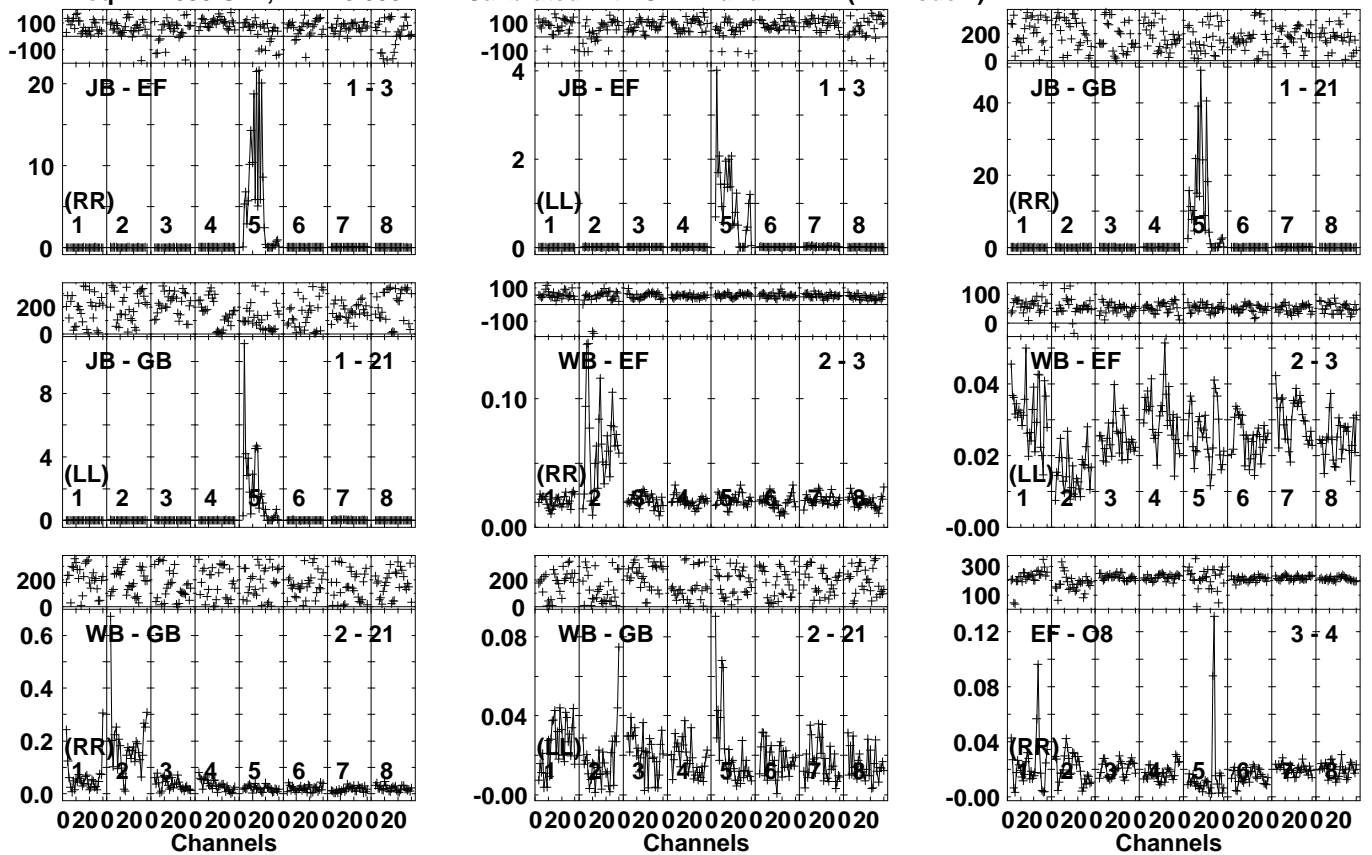 100
-100
JB - EF 1 - 3
20
10
0
(RR)
1 2 3 4 5 6 7 8
100
-100
JB - EF 1 - 3
4
2
0
(LL)
1 2 3 4 5 6 7 8
200
0
JB - GB 1 - 21
40
20
0
(RR)
1 2 3 4 5 6 7 8
200
0
JB - GB 1 - 21
8
4
0
(LL)
1 2 3 4 5 6 7 8
100
-100
WB - EF 2 - 3
0.10
0.00
(RR)
1 2 3 4 5 6 7 8
100
0
WB - EF 2 - 3
0.04
0.02
-0.00
(LL)
1 2 3 4 5 6 7 8
200
0
WB - GB 2 - 21
0.6
0.4
0.2
0.0
(RR)
1 2 3 4 5 6 7 8
0 20 0 20 0 20 0 20 0 20 0 20 0 20 0 20
Channels
200
0
WB - GB 2 - 21
0.08
0.04
-0.00
(LL)
1 2 3 4 5 6 7 8
0 20 0 20 0 20 0 20 0 20 0 20 0 20 0 20
Channels
300
100
EF - O8 3 - 4
0.12
0.08
0.04
-0.00
(RR)
1 2 3 4 5 6 7 8
0 20 0 20 0 20 0 20 0 20 0 20 0 20 0 20
Channels